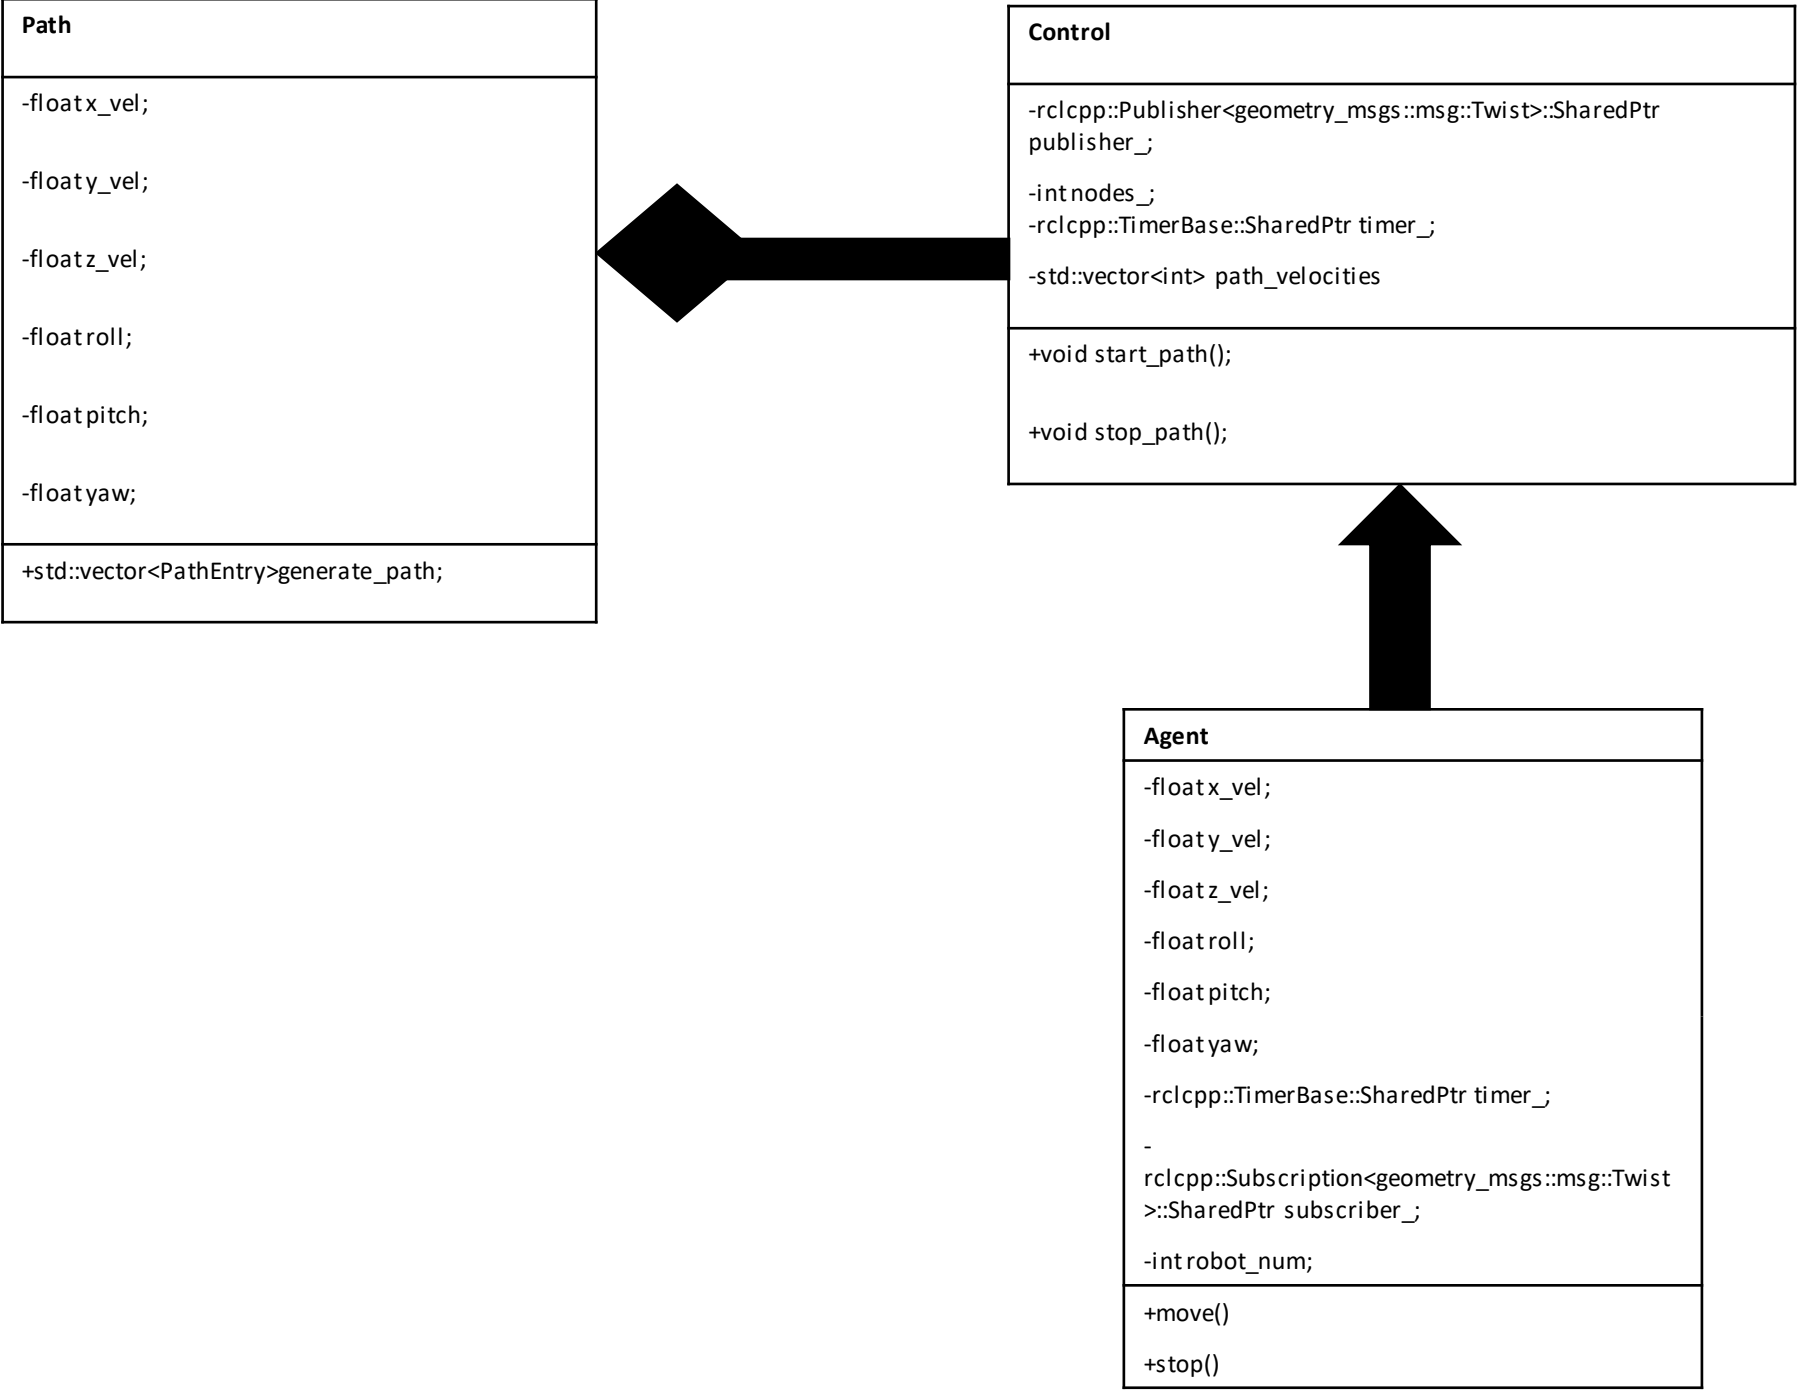 Path
-float x_vel;
-float y_vel;
-float z_vel;
-float roll;
-float pitch;
-float yaw;
+std::vector<PathEntry>generate_path;
Control
-rclcpp::Publisher<geometry_msgs::msg::Twist>::SharedPtr
publisher_;
-int nodes_;
-rclcpp::TimerBase::SharedPtr timer_;
-std::vector<int> path_velocities
+void start_path();
+void stop_path();
Agent
-float x_vel;
-float y_vel;
-float z_vel;
-float roll;
-float pitch;
-float yaw;
-rclcpp::TimerBase::SharedPtr timer_;
-
rclcpp::Subscription<geometry_msgs::msg::Twist
>::SharedPtr subscriber_;
-int robot_num;
+move()
+stop()